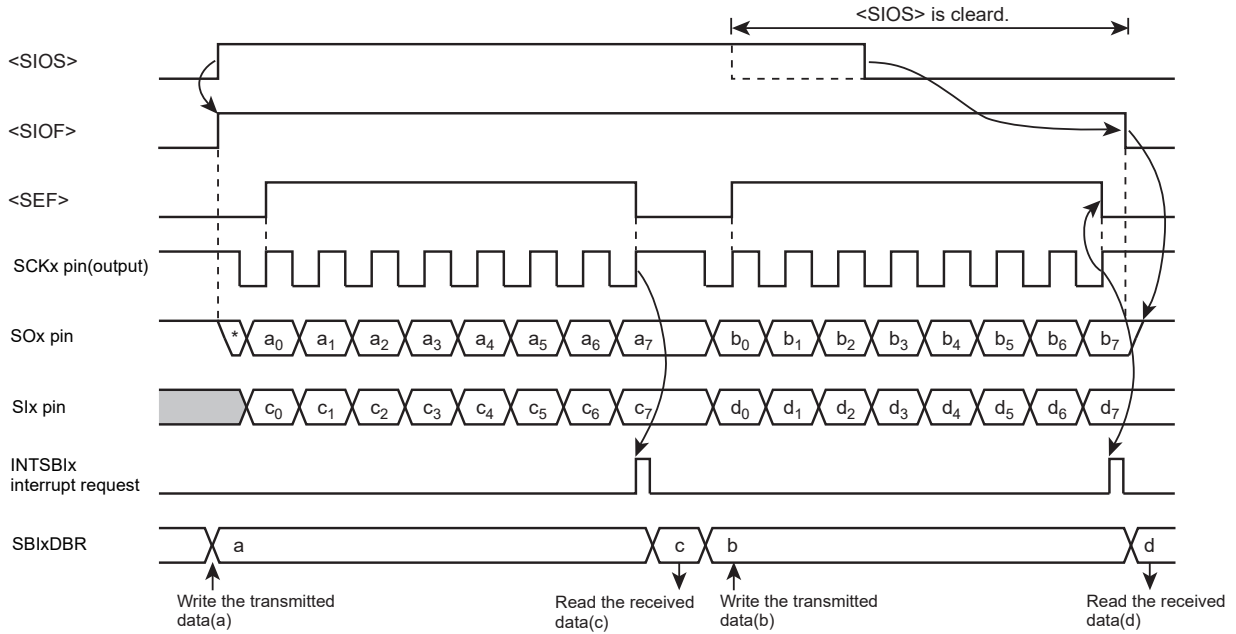 <SIOS> is cleard.
<SIOS>
<SIOF>
<SEF>
SCKx pin(output)
SOx pin
* a0 a1 a2 a3 a4 a5 a6 a7 b0 b1 b2 b3 b4 b5 b6 b7
SIx pin
c0 c1 c2 c3 c4 c5 c6 c7 d0 d1 d2 d3 d4 d5 d6 d7
INTSBIx
interrupt request
SBIxDBR
a c b d
Write the transmitted
data(a)
Read the received
data(c)
Write the transmitted
data(b)
Read the received
data(d)